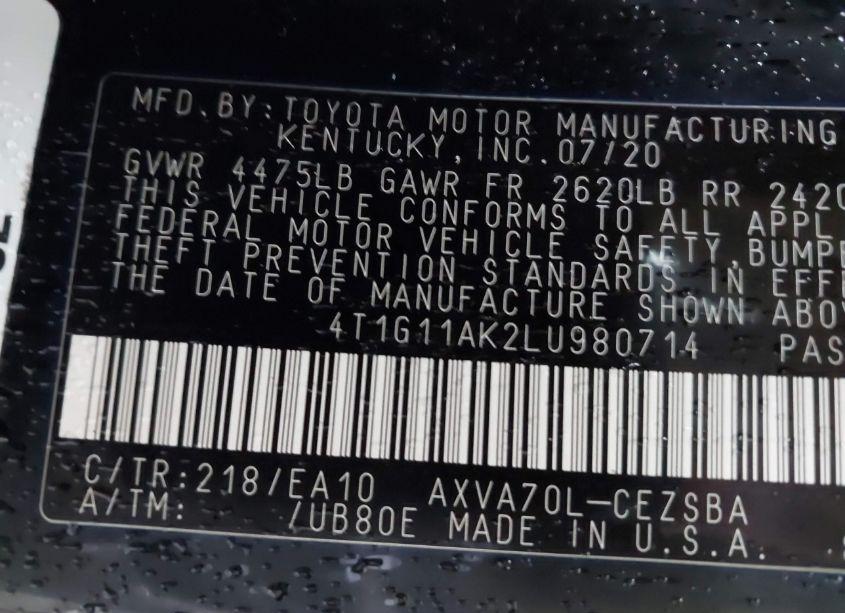 MFD. BY: TOYOTA MOTOR MANUFACTURING
KENTUCKY, INC. 07/20
GVWR 4475LB GAWR FR 2620LB RR 2420
THIS VEHICLE CONFORMS TO ALL APPL
FEDERAL MOTOR VEHICLE SAFETY, BUMPE
THEFT PREVENTION STANDARDS IN EFFE
THE DATE OF MANUFACTURE SHOWN ABOV
4T1G11AK2LU980714 PAS
C/TR:218/EA10 AXVA70L-CEZSBA
A/TM: /UB80E MADE IN U.S.A.